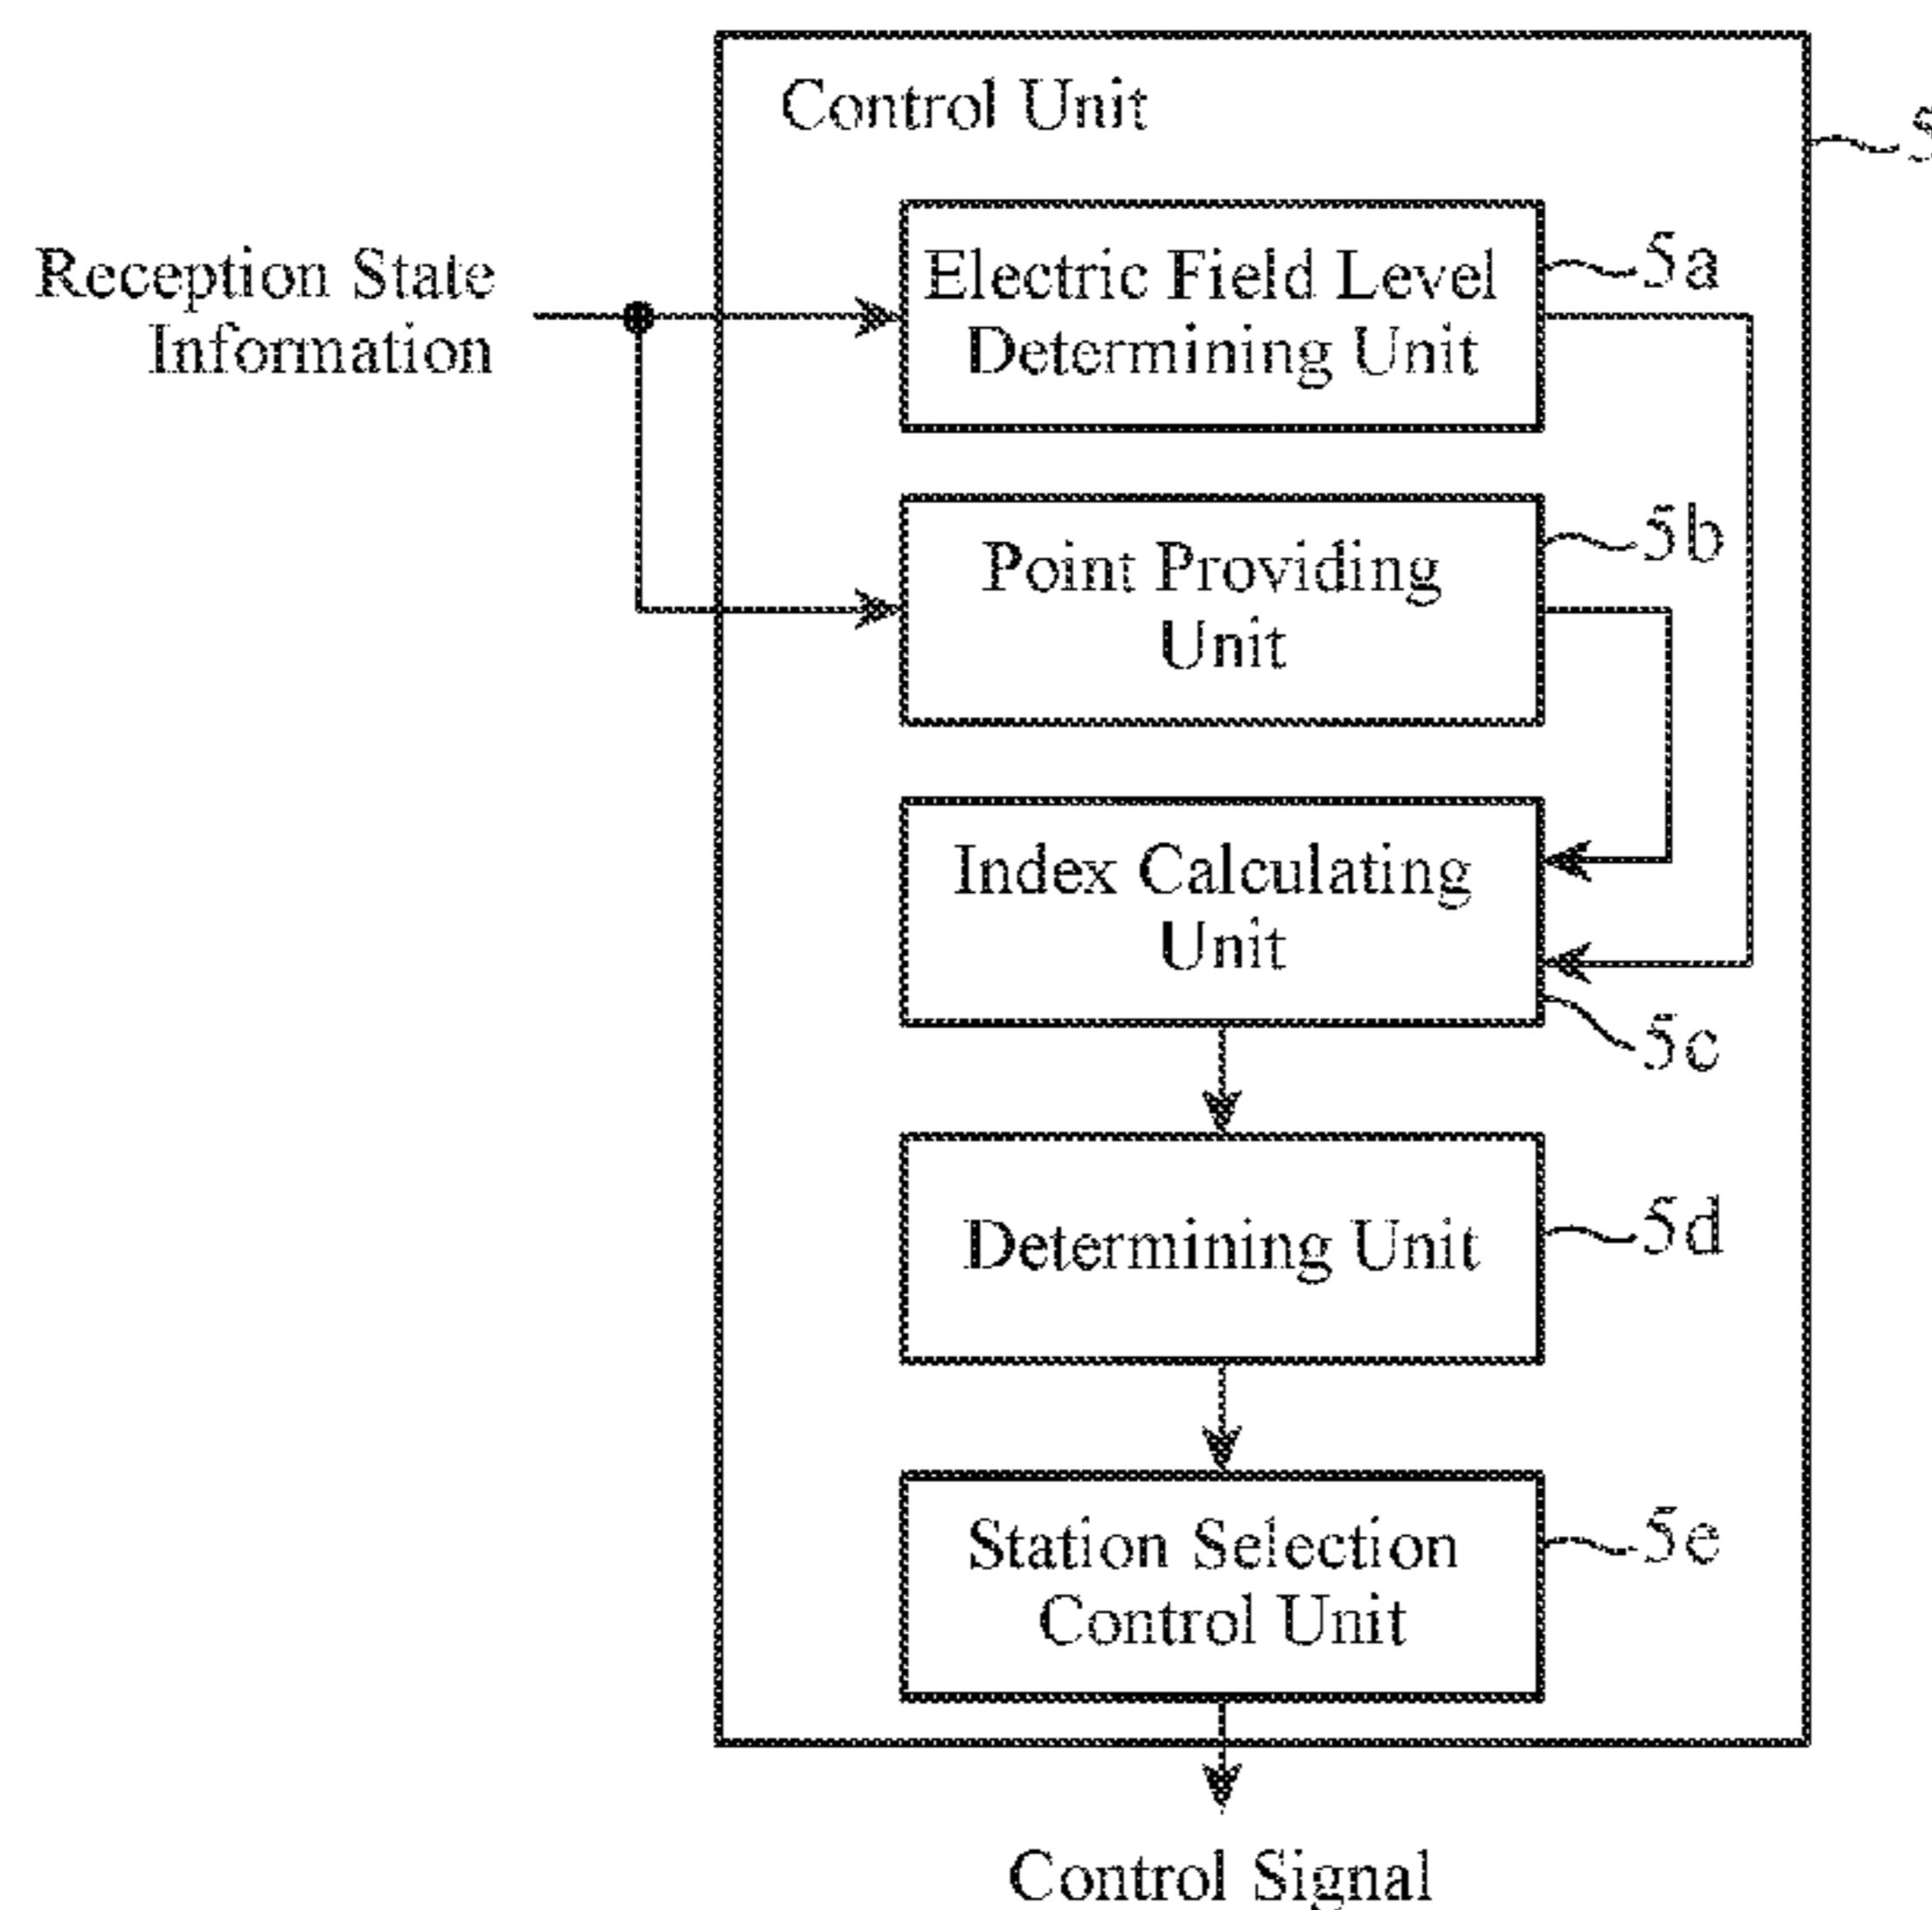 Control Unit
5
Reception State
Information
Electric Field Level
Determining Unit
5a
Point Providing
Unit
5b
Index Calculating
Unit
5c
Determining Unit
5d
Station Selection
Control Unit
5e
Control Signal